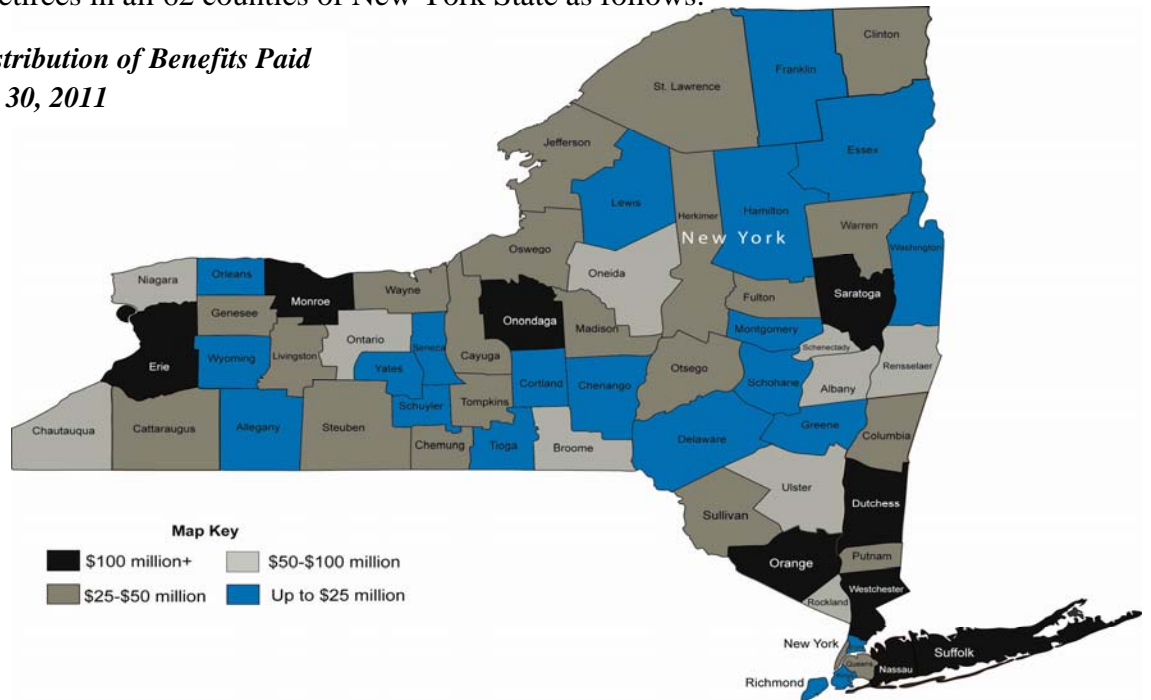 etirees in all 62 counties of New York State as follows:
stribution of Benefits Paid
30, 2011
Clinton
Franklin
St. Lawrence
Jefferson
Essex
Lewis
Hamilton
Herkimer
New York
Warren
Washington
Oswego
Oneida
Niagara
Orleans
Monroe
Wayne
Fulton
Saratoga
Genesee
Onondaga
Madison
Montgomery
Ontario
Seneca
Cayuga
Schenectady
Rensselaer
Erie
Wyoming
Livingston
Yates
Otsego
Schoharie
Albany
Cortland
Chenango
Schuyler
Tompkins
Chautauqua
Cattaraugus
Allegany
Steuben
Chemung
Tioga
Broome
Delaware
Greene
Columbia
Ulster
Sullivan
Dutchess
Map Key
$100 million+
$50-$100 million
$25-$50 million
Up to $25 million
Orange
Putnam
Westchester
Rockland
New York
Suffolk
Queens
Nassau
Richmond